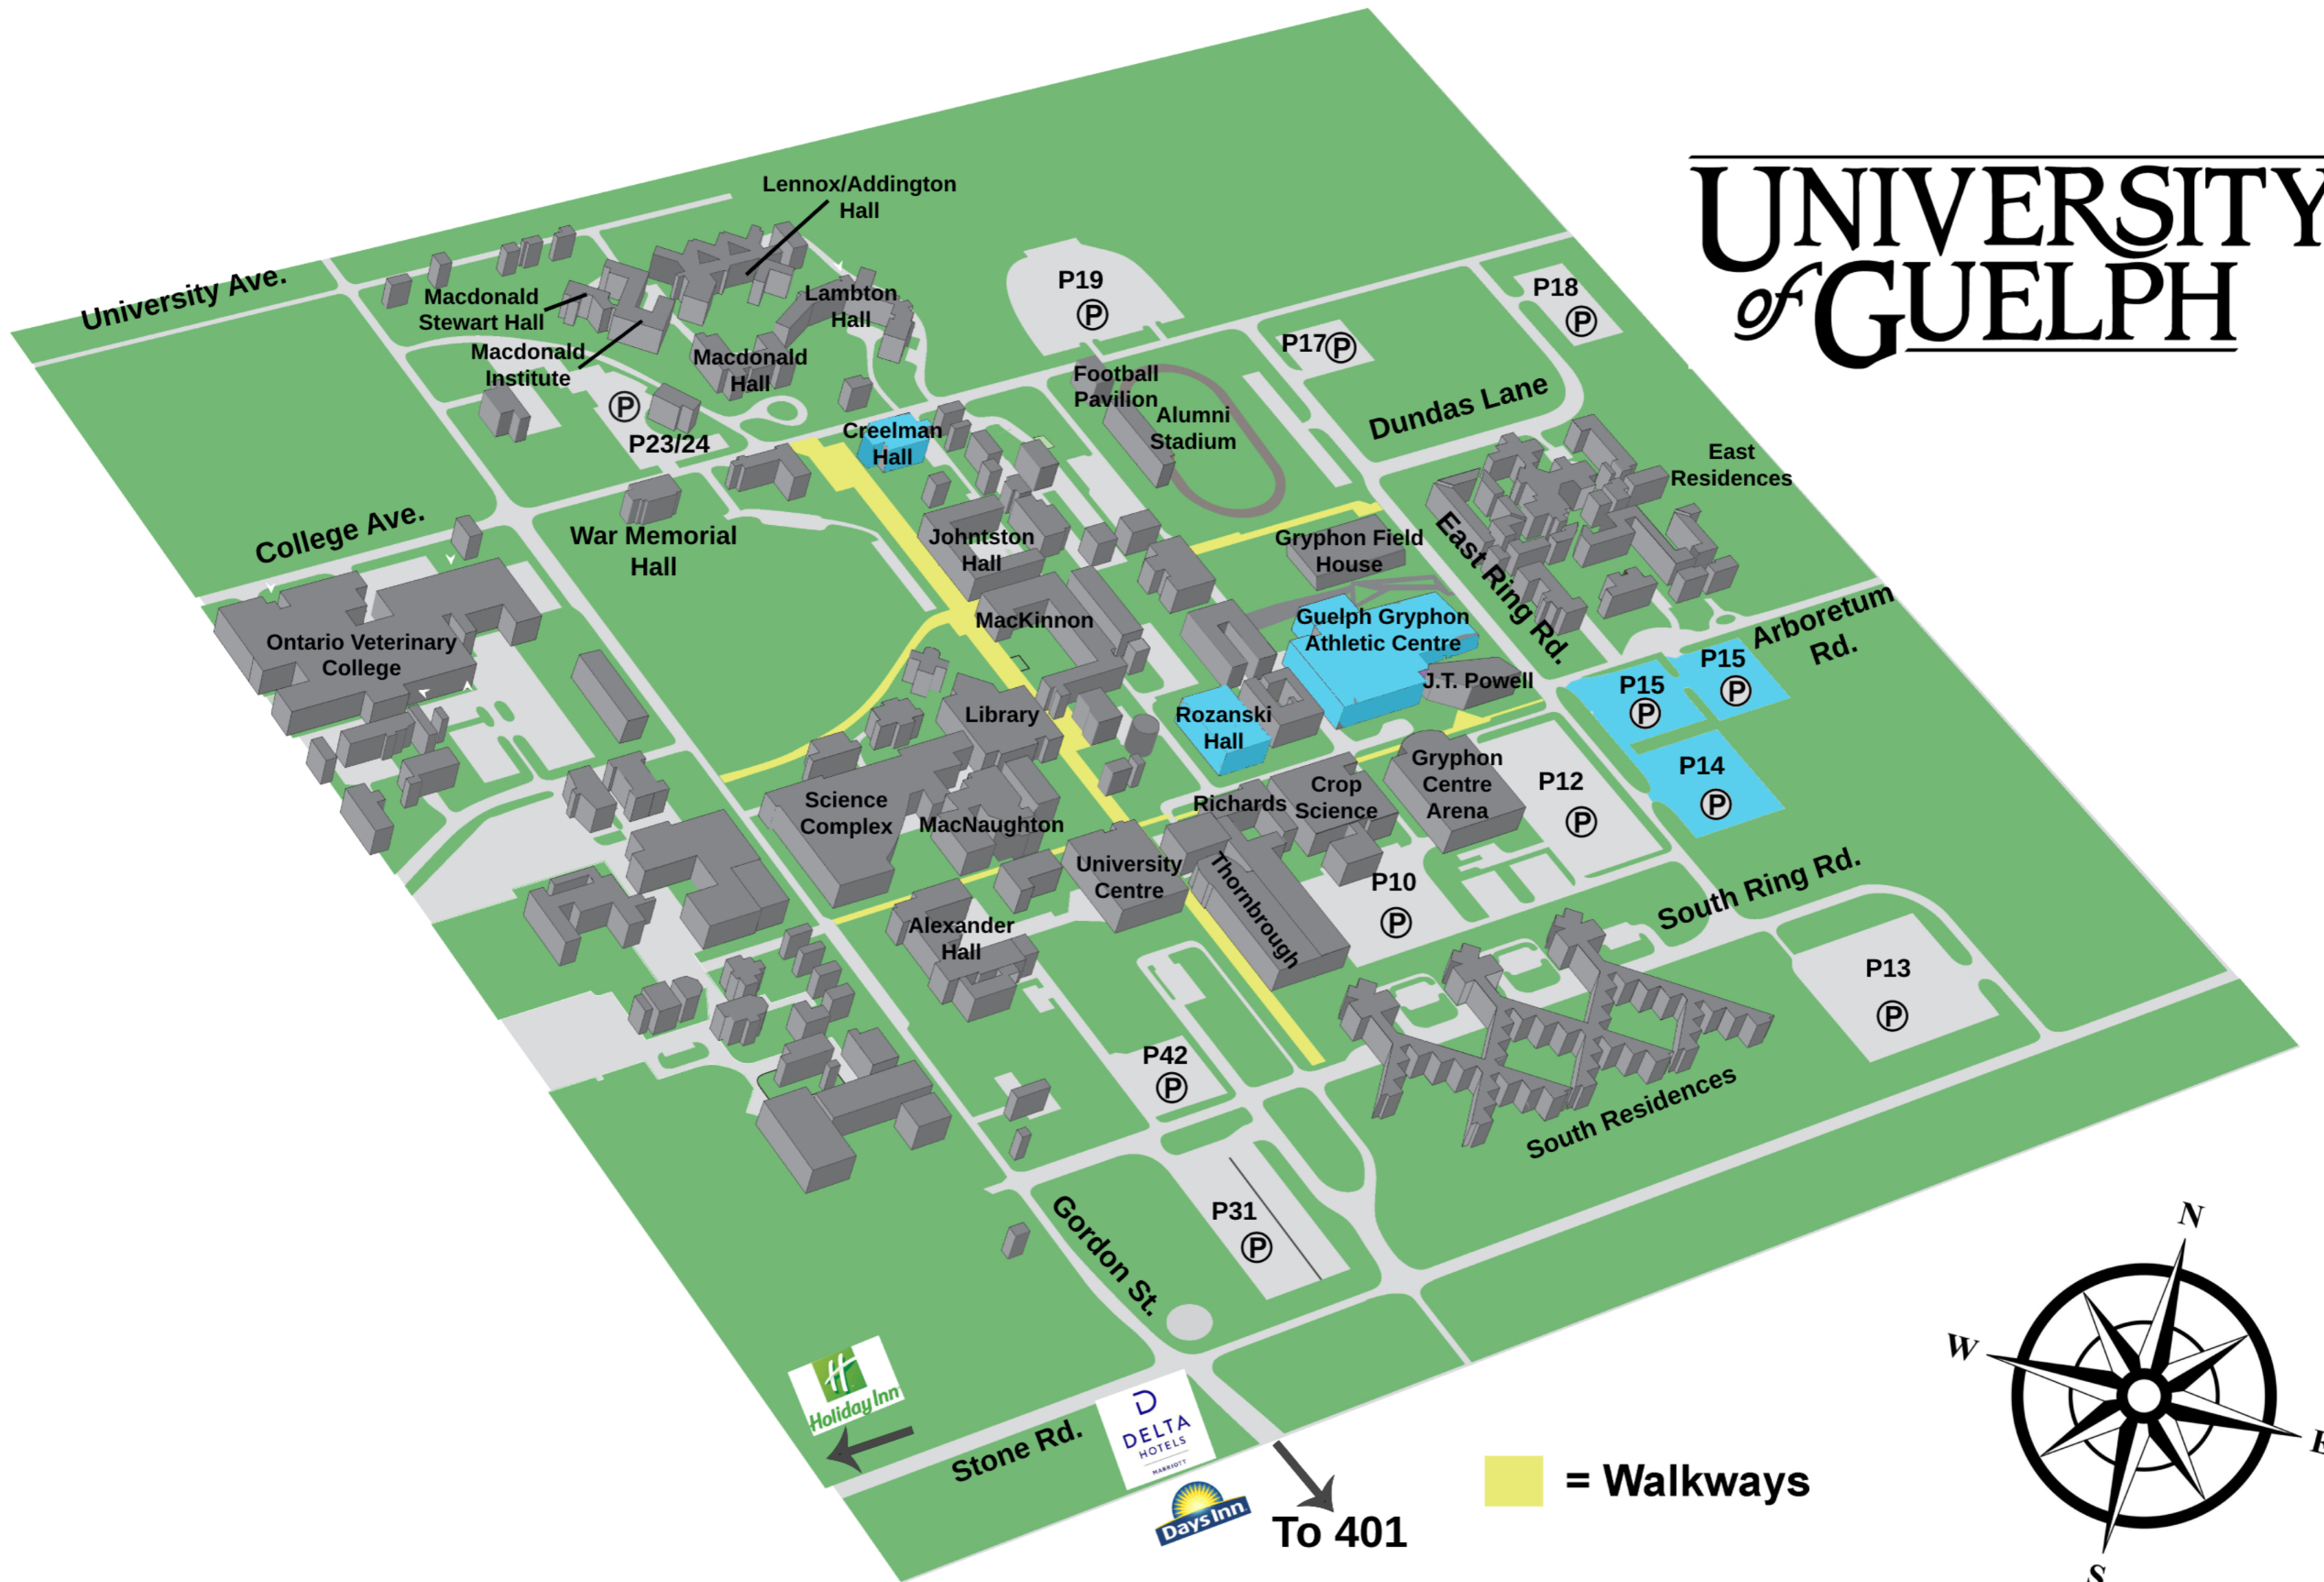 UNIVERSITY
of GUELPH
Lennox/Addington
Hall
University Ave.
Macdonald
Stewart Hall
Macdonald
Institute
Lambton
Hall
Macdonald
Hall
P
P23/24
P19
P
P17
P
P18
P
Football
Pavilion
Alumni
Stadium
Dundas Lane
East
Residences
Creelman
Hall
College Ave.
War Memorial
Hall
Johntston
Hall
Gryphon Field
House
East Ring Rd.
MacKinnon
Guelph Gryphon
Athletic Centre
Arboretum
Rd.
Ontario Veterinary
College
J.T. Powell
P15
P
P15
P
Library
Rozanski
Hall
P14
P
Gryphon
Centre
Arena
P12
P
Science
Complex
MacNaughton
Richards
Crop
Science
University
Centre
Thornbrough
P10
P
South Ring Rd.
Alexander
Hall
P13
P
P42
P
South Residences
P31
P
Gordon St.
H
Holiday Inn
Stone Rd.
D
DELTA
HOTELS
MARRIOTT
Days Inn
To 401
= Walkways
N
W
E
S